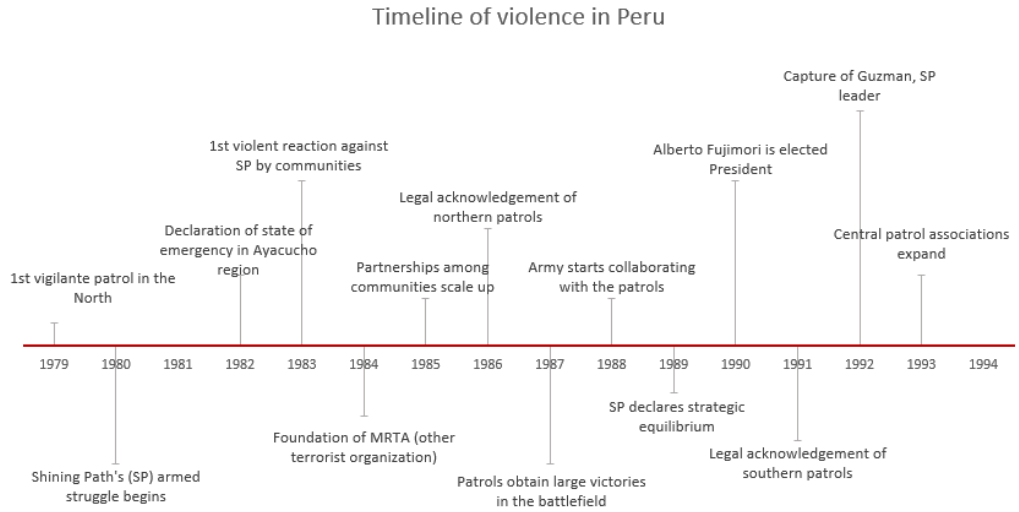 Timeline of violence in Peru
Capture of Guzman, SP
leader
1st violent reaction against
SP by communities
Alberto Fujimori is elected
President
Legal acknowledgement of
northern patrols
Declaration of state of
emergency in Ayacucho
region
Central patrol associations
expand
1st vigilante patrol in the
North
Partnerships among
communities scale up
Army starts collaborating
with the patrols
1979 1980 1981 1982 1983 1984 1985 1986 1987 1988 1989 1990 1991 1992 1993 1994
SP declares strategic
equilibrium
Foundation of MRTA (other
terrorist organization)
Legal acknowledgement of
southern patrols
Shining Path's (SP) armed
struggle begins
Patrols obtain large victories
in the battlefield